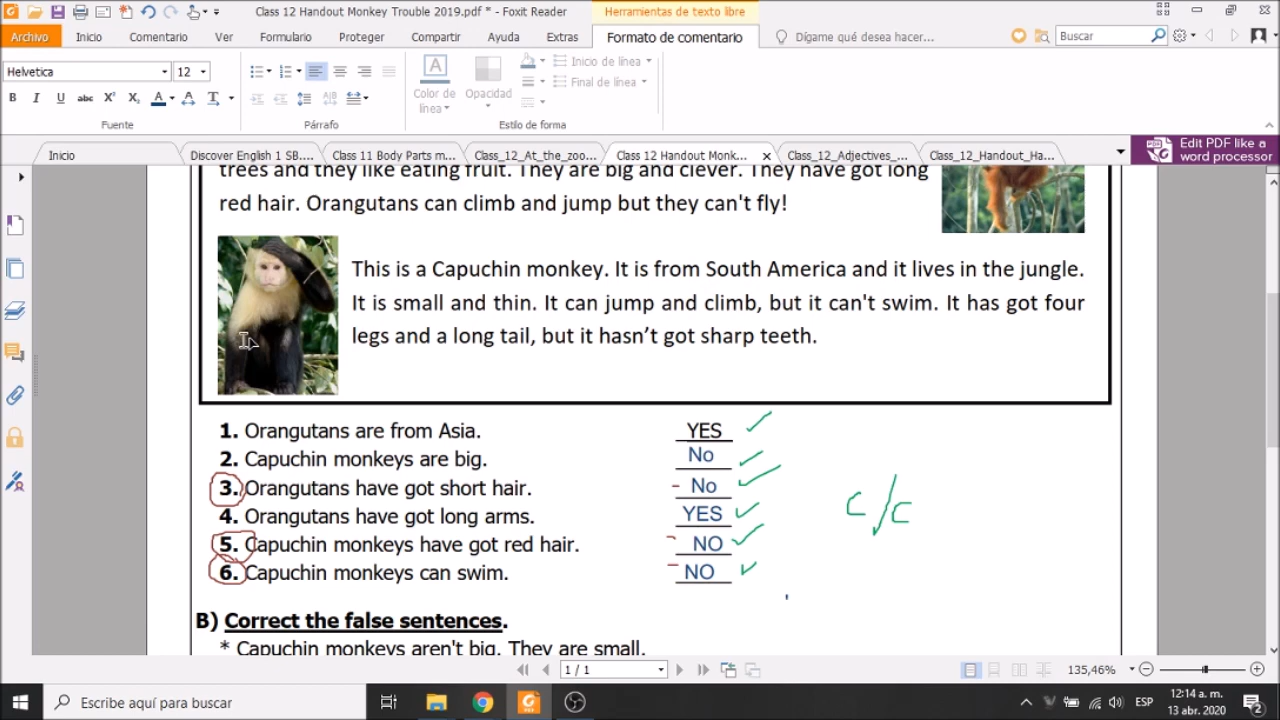 Class 12 Handout Monkey Trouble 2019.pdf * - Foxit Reader
Herramientas de texto libre
Archivo Inicio Comentario Ver Formulario Proteger Compartir Ayuda Extras Formato de comentario Dígame qué desea hacer... Buscar
Helvetica 12
Color de línea Opacidad Inicio de línea
Final de línea
Fuente Párrafo Estilo de forma
Inicio Discover English 1 SB.... Class 11 Body Parts m... Class_12_At_the_zoo... Class 12 Handout Monk... Class_12_Adjectives_... Class_12_Handout_Ha...
Edit PDF like a
word processor
trees and they like eating fruit. They are big and clever. They have got long
red hair. Orangutans can climb and jump but they can't fly!
This is a Capuchin monkey. It is from South America and it lives in the jungle.
It is small and thin. It can jump and climb, but it can't swim. It has got four
legs and a long tail, but it hasn't got sharp teeth.
1. Orangutans are from Asia. YES
2. Capuchin monkeys are big. No
3. Orangutans have got short hair. - No
4. Orangutans have got long arms. YES
5. Capuchin monkeys have got red hair. - NO
6. Capuchin monkeys can swim. - NO
C/C
B) Correct the false sentences.
* Capuchin monkeys aren't big. They are small.
1 / 1
135,46%
Escribe aquí para buscar
ESP
12:14 a. m.
13 abr. 2020
2